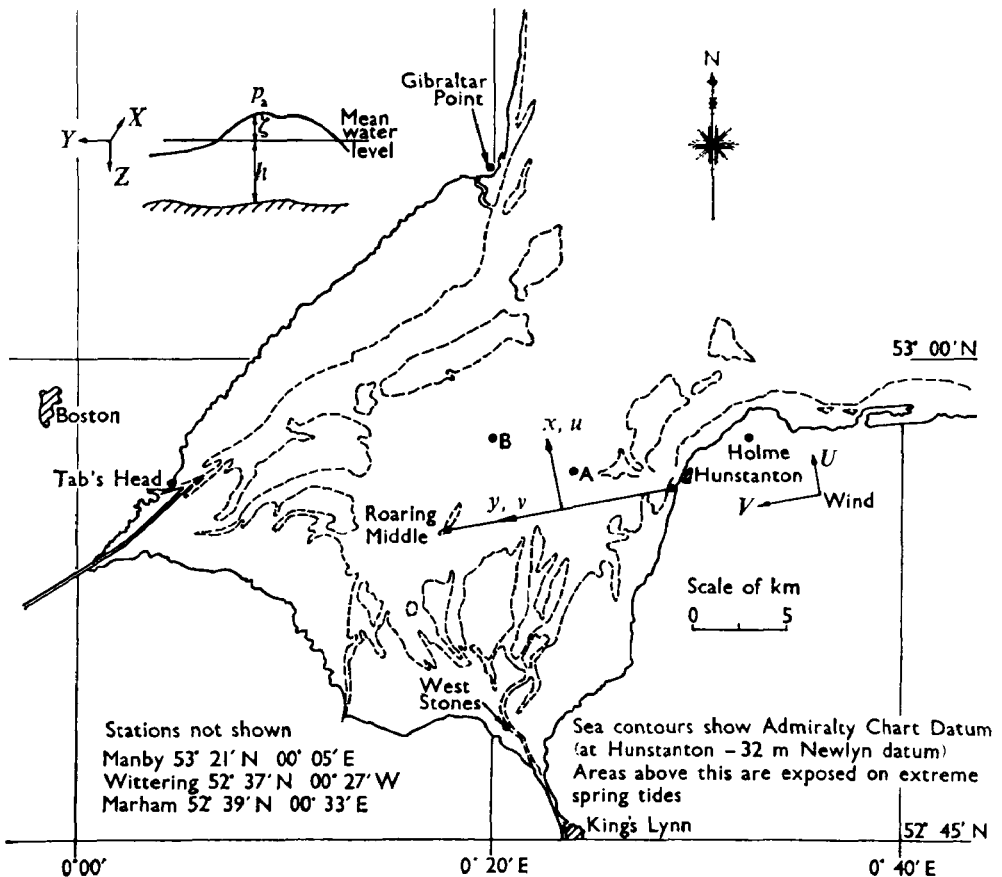 Gibraltar
Point
N
pₐ
X
Mean
water
level
Y
ζ
Z
h
53° 00′ N
Boston
B
x, u
Holme
Tab's Head
A
Hunstanton
U
y, v
V
Wind
Roaring
Middle
Scale of km
0 5
West
Stones
Stations not shown
Manby 53° 21′ N 00° 05′ E
Wittering 52° 37′ N 00° 27′ W
Marham 52° 39′ N 00° 33′ E
Sea contours show Admiralty Chart Datum
(at Hunstanton – 32 m Newlyn datum)
Areas above this are exposed on extreme
spring tides
King's Lynn
52° 45′ N
0° 00′
0° 20′ E
0° 40′ E